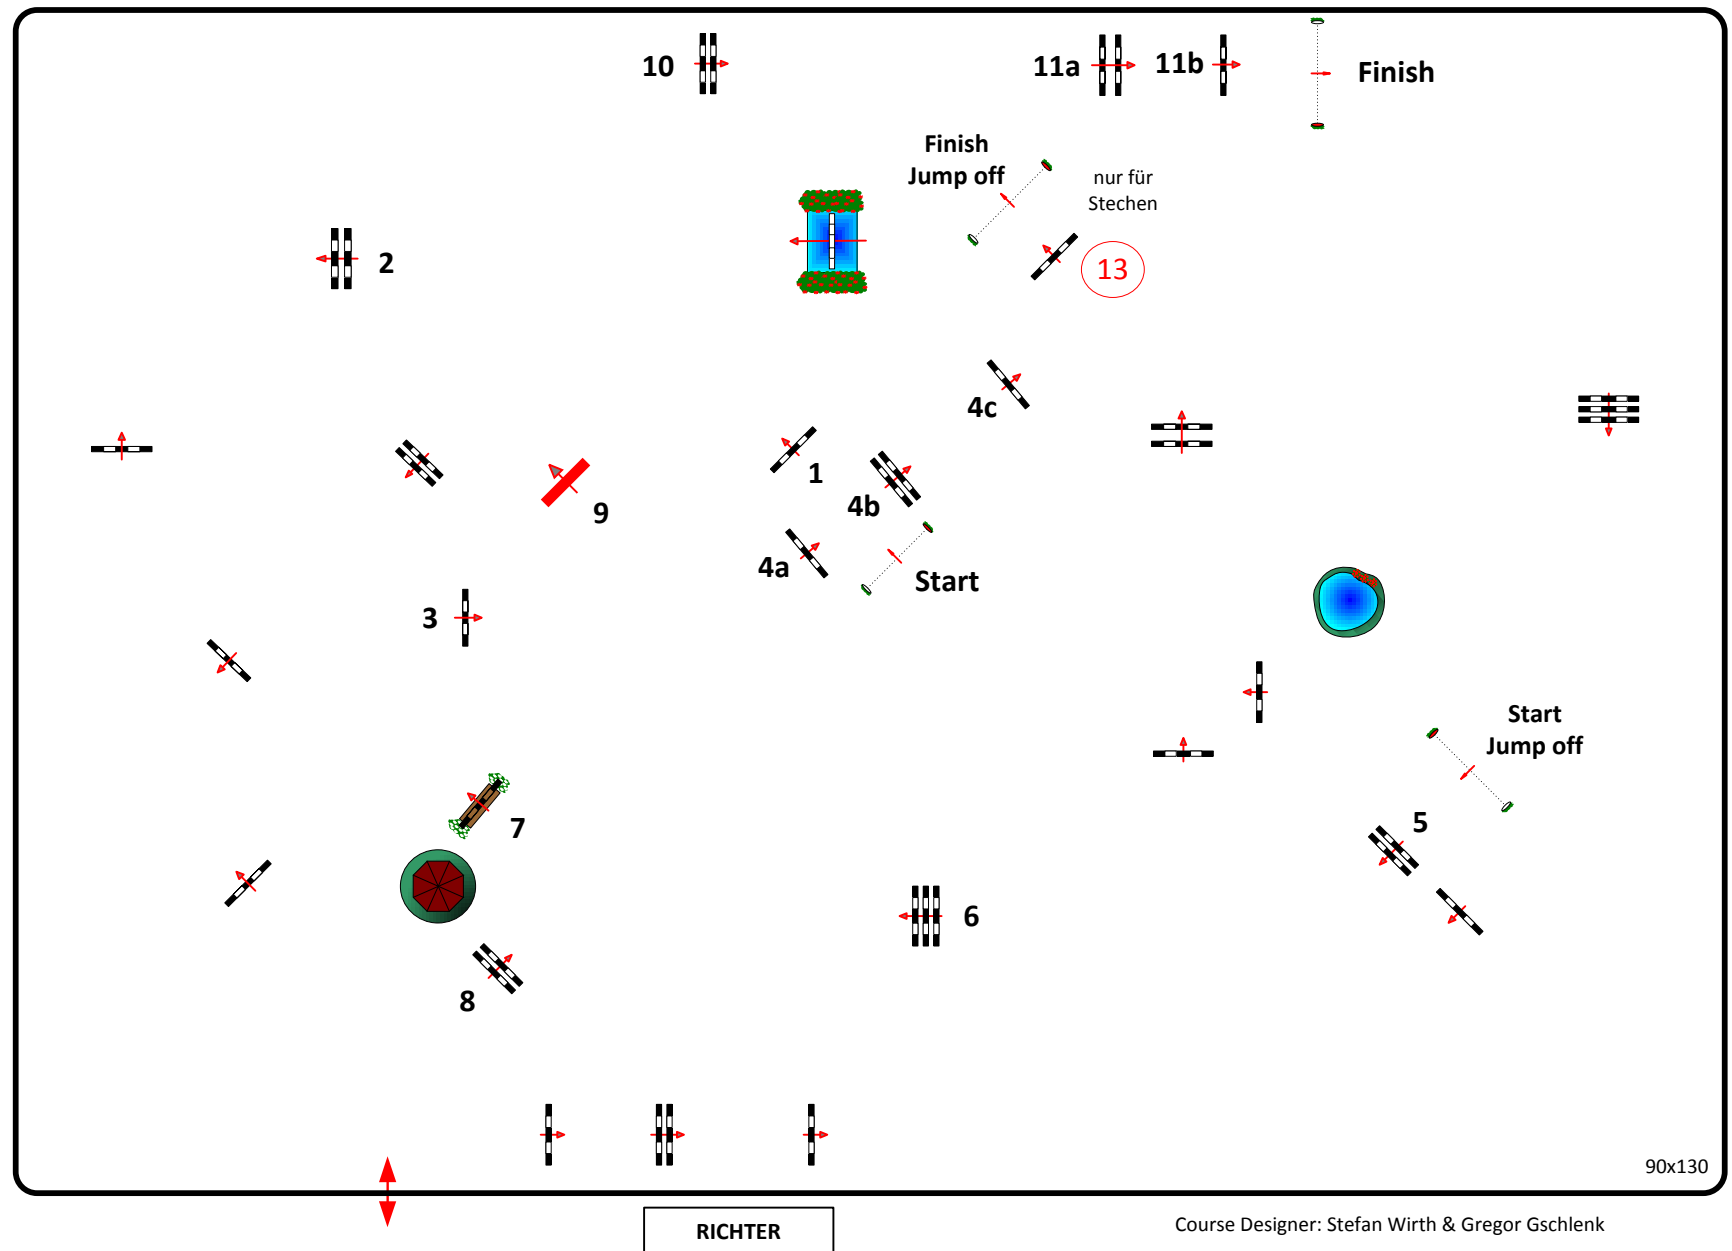 10
11a
11b
Finish
Finish
Jump off
nur für
Stechen
2
13
4c
1
4b
9
4a
Start
3
Start
Jump off
7
5
6
8
90x130
RICHTER
Course Designer: Stefan Wirth & Gregor Gschlenk